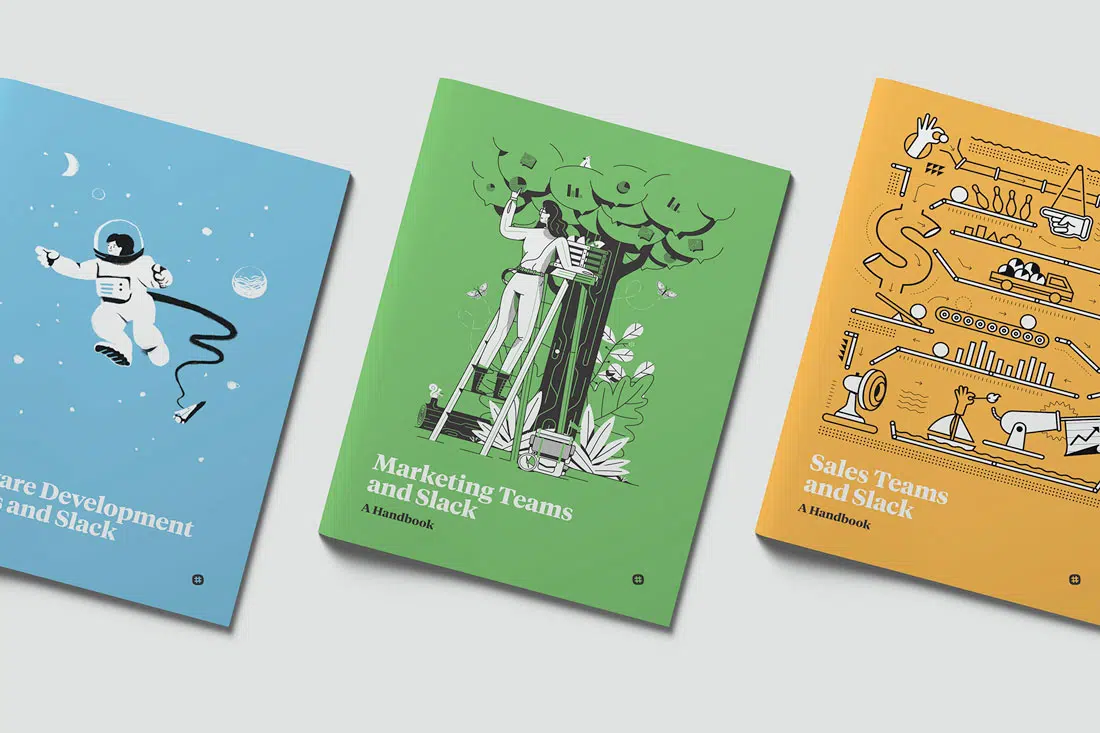 are Development
s and Slack
Marketing Teams
and Slack
A Handbook
Sales Teams
and Slack
A Handbook